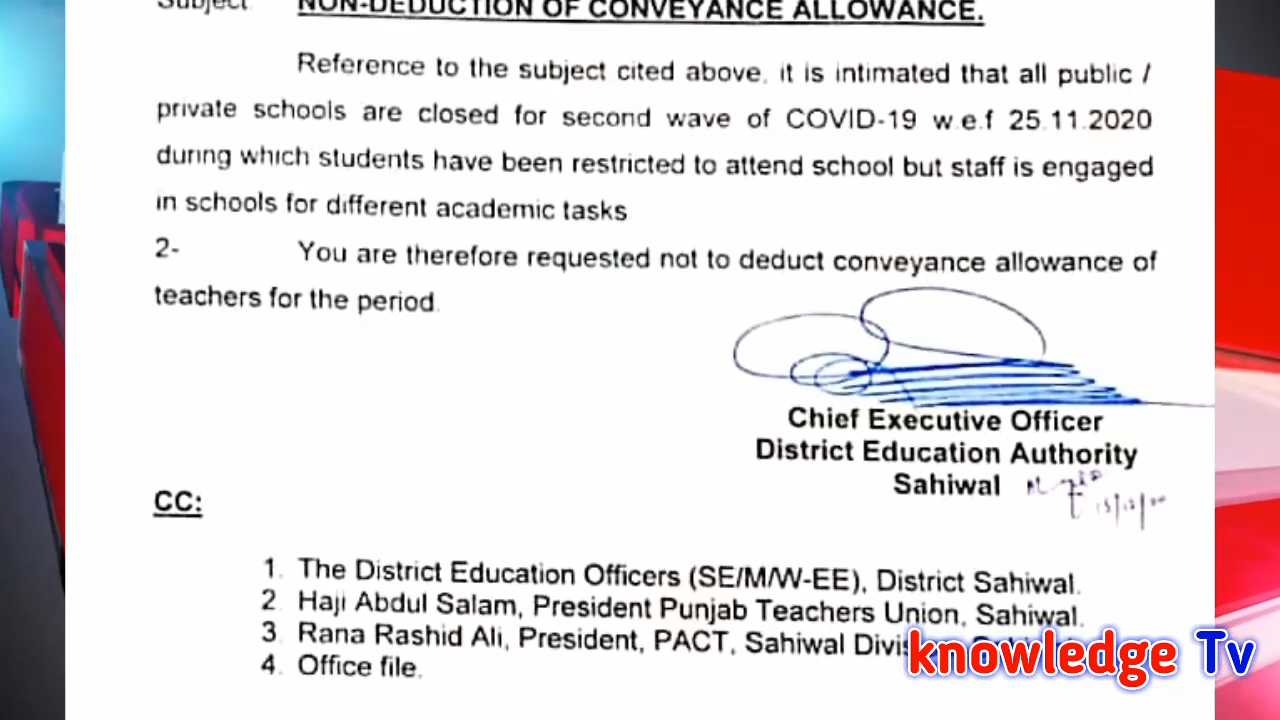 Subject: NON-DEDUCTION OF CONVEYANCE ALLOWANCE.
Reference to the subject cited above, it is intimated that all public /
private schools are closed for second wave of COVID-19 w.e.f 25.11.2020
during which students have been restricted to attend school but staff is engaged
in schools for different academic tasks
2- You are therefore requested not to deduct conveyance allowance of
teachers for the period.
Chief Executive Officer
District Education Authority
Sahiwal
CC:
1. The District Education Officers (SE/M/W-EE), District Sahiwal.
2. Haji Abdul Salam, President Punjab Teachers Union, Sahiwal.
3. Rana Rashid Ali, President, PACT, Sahiwal
4. Office file.
knowledge Tv